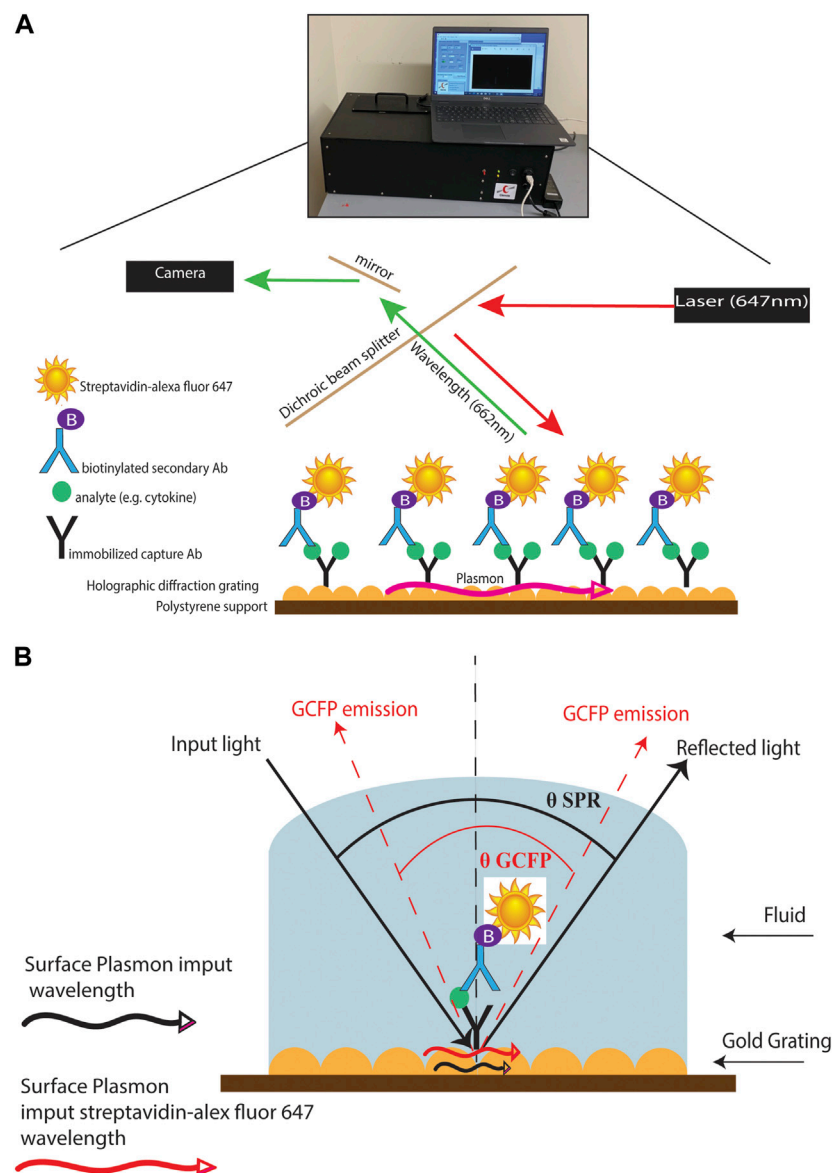 A
Camera
mirror
Laser (647nm)
Dichroic beam splitter
Wavelength (662nm)
Streptavidin-alexa fluor 647
B
biotinylated secondary Ab
analyte (e.g. cytokine)
immobilized capture Ab
B
B
B
B
B
Holographic diffraction grating
Plasmon
Polystyrene support
B
GCFP emission
GCFP emission
Input light
Reflected light
θ SPR
θ GCFP
B
Fluid
Surface Plasmon imput
wavelength
Gold Grating
Surface Plasmon
imput streptavidin-alex fluor 647
wavelength